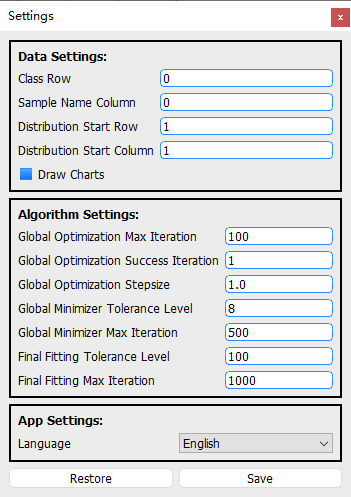 Settings
x
Data Settings:
Class Row 0
Sample Name Column 0
Distribution Start Row 1
Distribution Start Column 1
Draw Charts
Algorithm Settings:
Global Optimization Max Iteration 100
Global Optimization Success Iteration 1
Global Optimization Stepsize 1.0
Global Minimizer Tolerance Level 8
Global Minimizer Max Iteration 500
Final Fitting Tolerance Level 100
Final Fitting Max Iteration 1000
App Settings:
Language English
Restore Save